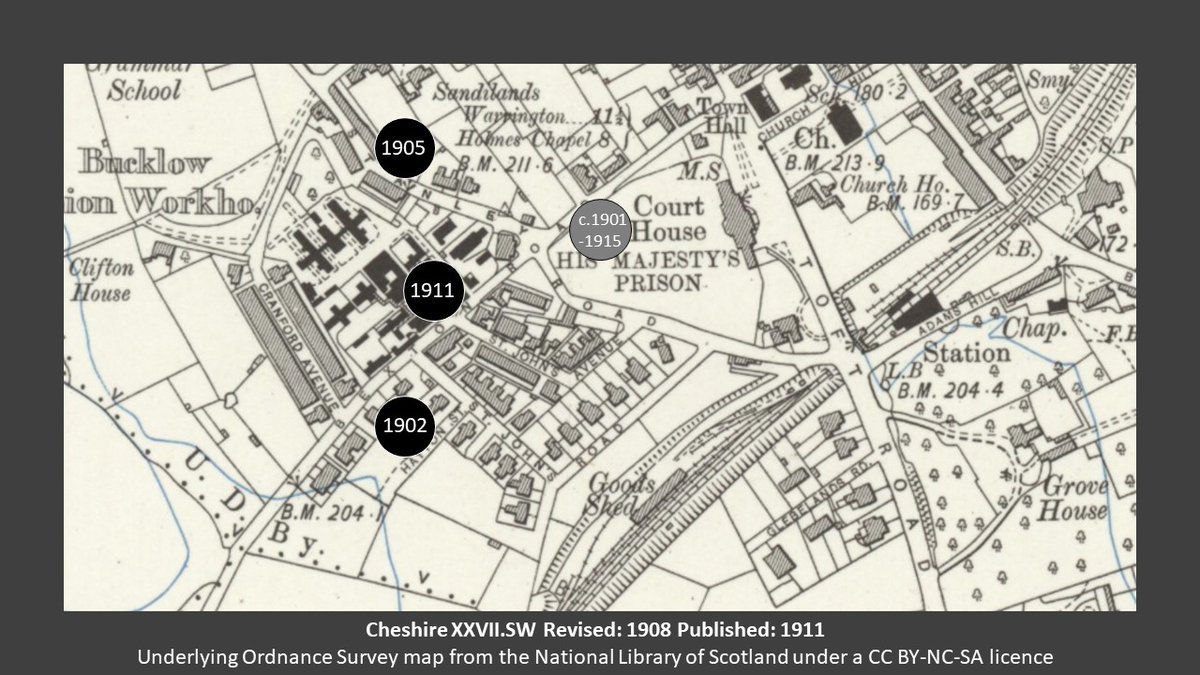 Grammar
School
Sandilands
Warrington 11¼
Holmes Chapel 8
B.M. 211·6
1905
Bucklow
ion Workho
Clifton
House
CRANFORD AVENUE
1911
1902
c.1901
-1915
Town
Hall
CHURCH
Sch.
180·2
Ch.
B.M. 213·9
Church Ho.
B.M. 169·7
Smy.
S.P
M.S
Court
House
HIS MAJESTY'S
PRISON
S.B.
172
ADAMS HILL
Chap.
F.B
Station
L.B
B.M. 204·4
TOFT ROAD
ROAD
ST. JOHNS AVENUE
ST. JOHNS
ROAD
Goods
Shed
GLEBELANDS RD.
Grove
House
B.M. 204·1
U. D.
By.
Cheshire XXVII.SW Revised: 1908 Published: 1911
Underlying Ordnance Survey map from the National Library of Scotland under a CC BY-NC-SA licence